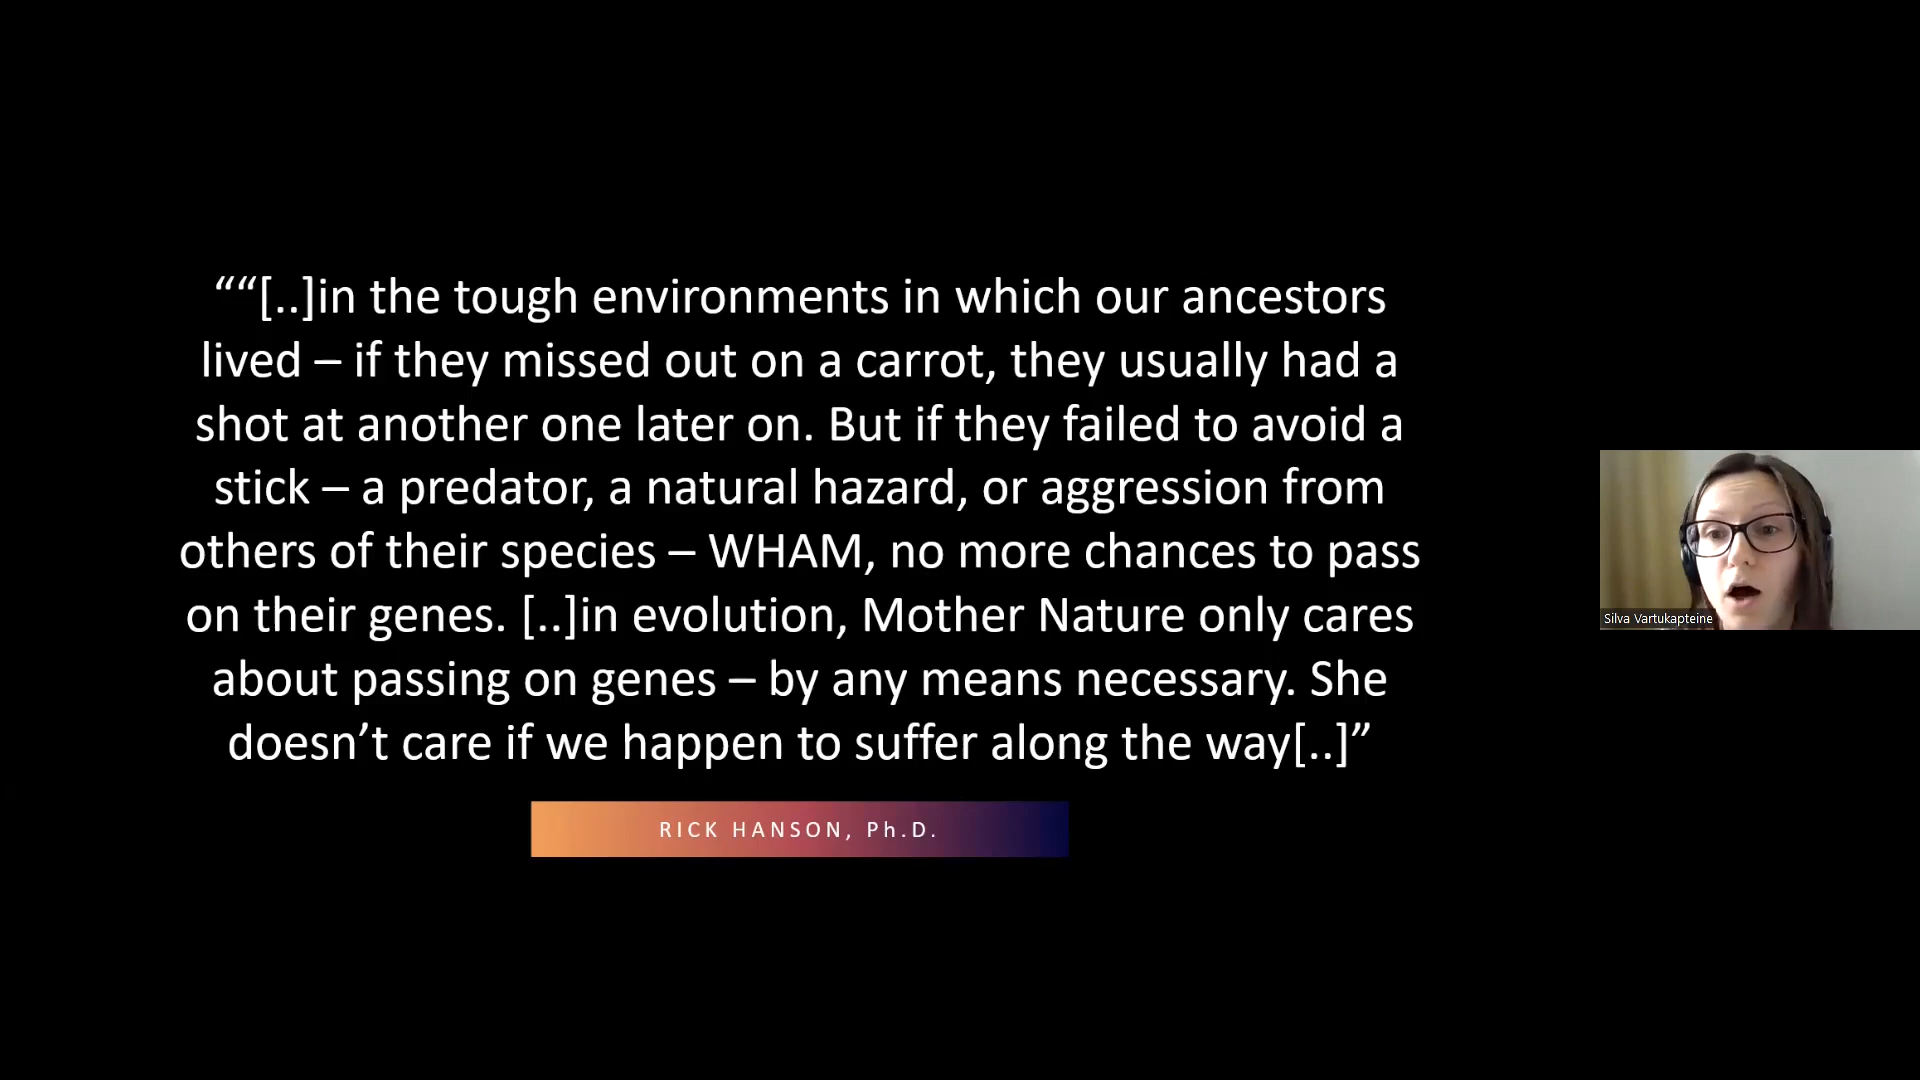 ““[..]in the tough environments in which our ancestors
lived – if they missed out on a carrot, they usually had a
shot at another one later on. But if they failed to avoid a
stick – a predator, a natural hazard, or aggression from
others of their species – WHAM, no more chances to pass
on their genes. [..]in evolution, Mother Nature only cares
about passing on genes – by any means necessary. She
doesn’t care if we happen to suffer along the way[..]”
RICK HANSON, Ph.D.
Silva Vartukapteine